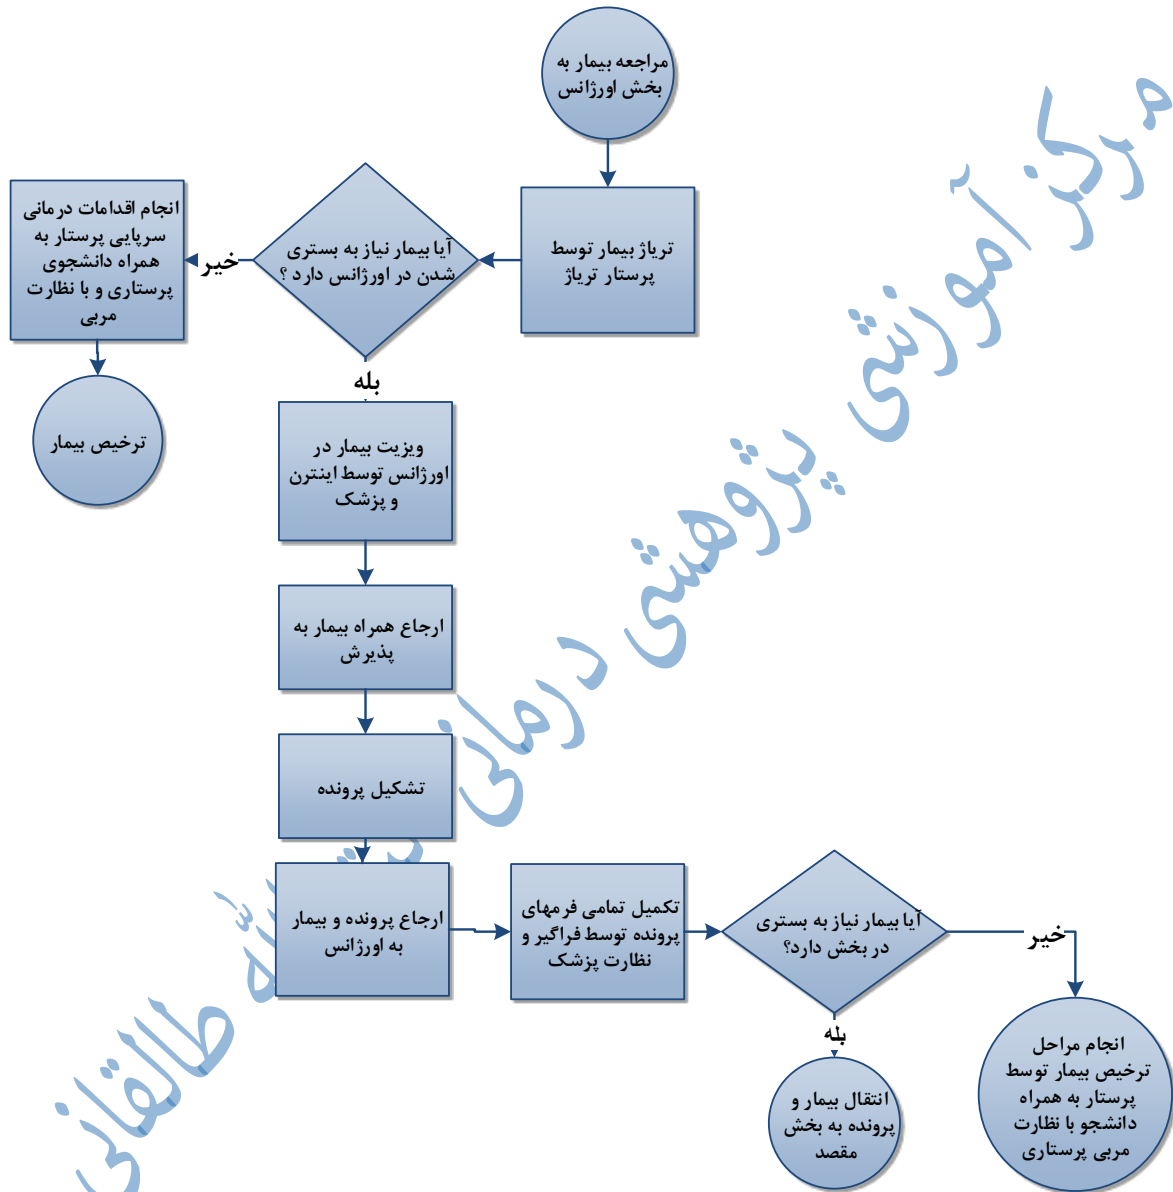 مراجعه بیمار به
بخش اورژانس
تریاژ بیمار توسط
پرستار تریاژ
آیا بیمار نیاز به بستری
شدن در اورژانس دارد ؟
خیر
انجام اقدامات درمانی
سرپایی پرستار به
همراه دانشجوی
پرستاری و با نظارت
مربی
ترخیص بیمار
بله
ویزیت بیمار در
اورژانس توسط اینترن
و پزشک
ارجاع همراه بیمار به
پذیرش
تشکیل پرونده
ارجاع پرونده و بیمار
به اورژانس
تکمیل تمامی فرمهای
پرونده توسط فراگیر و
نظارت پزشک
آیا بیمار نیاز به بستری
در بخش دارد؟
خیر
انجام مراحل
ترخیص بیمار توسط
پرستار به همراه
دانشجو با نظارت
مربی پرستاری
بله
انتقال بیمار و
پرونده به بخش
مقصد
مرکز آموزشی پژوهشی درمانی طالقانی